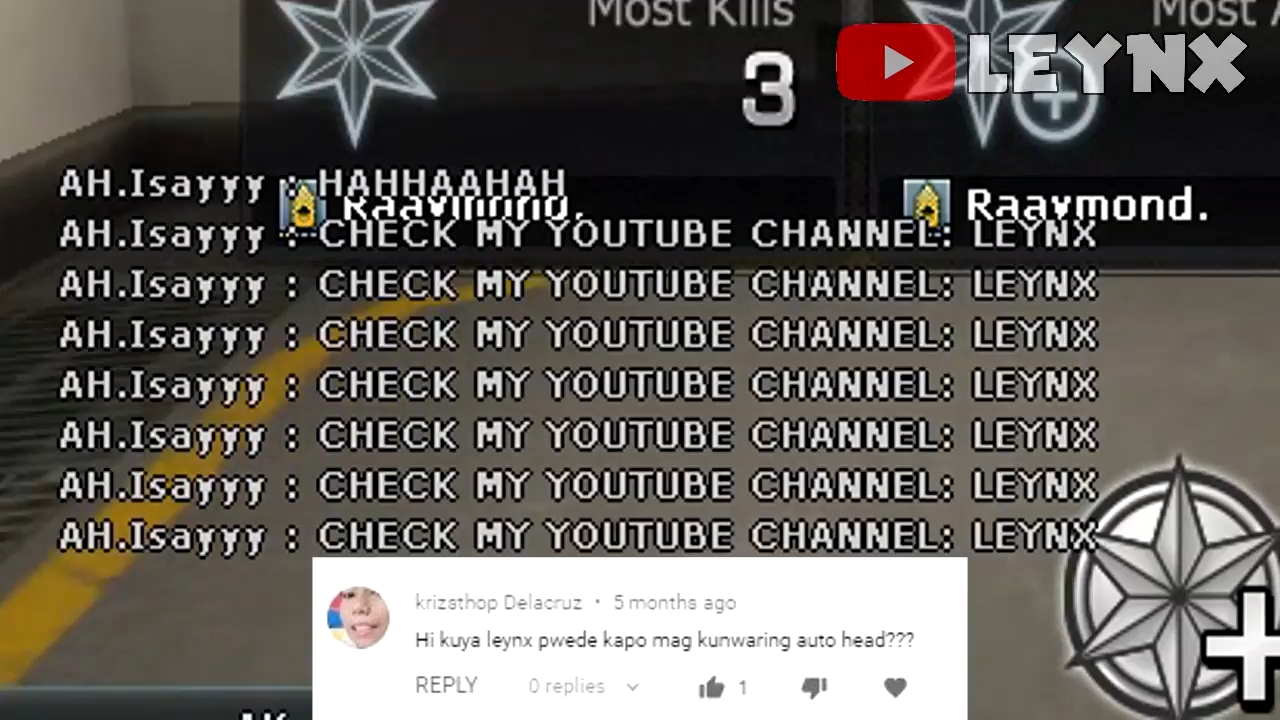 Most Kills
Most
3
LEYNX
AH.Isayyy : HAHHAAHAH
Raaymond.
Raaymond.
AH.Isayyy : CHECK MY YOUTUBE CHANNEL: LEYNX
AH.Isayyy : CHECK MY YOUTUBE CHANNEL: LEYNX
AH.Isayyy : CHECK MY YOUTUBE CHANNEL: LEYNX
AH.Isayyy : CHECK MY YOUTUBE CHANNEL: LEYNX
AH.Isayyy : CHECK MY YOUTUBE CHANNEL: LEYNX
AH.Isayyy : CHECK MY YOUTUBE CHANNEL: LEYNX
AH.Isayyy : CHECK MY YOUTUBE CHANNEL: LEYNX
krizsthop Delacruz • 5 months ago
Hi kuya leynx pwede kapo mag kunwaring auto head???
REPLY 0 replies 1